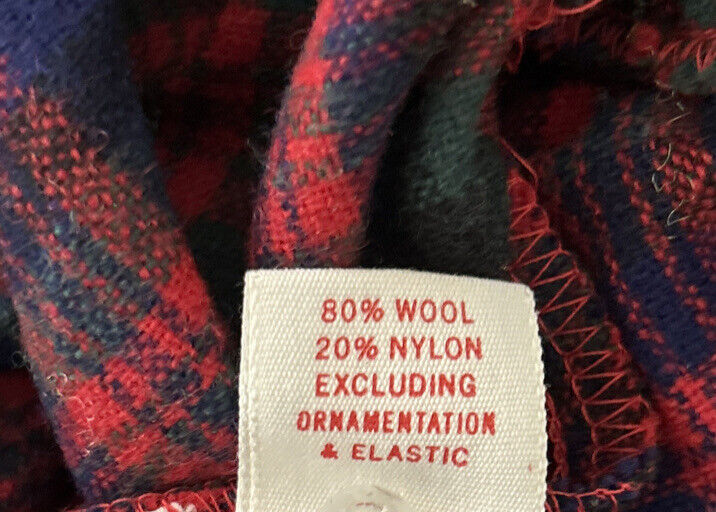 80% WOOL
20% NYLON
EXCLUDING
ORNAMENTATION
& ELASTIC